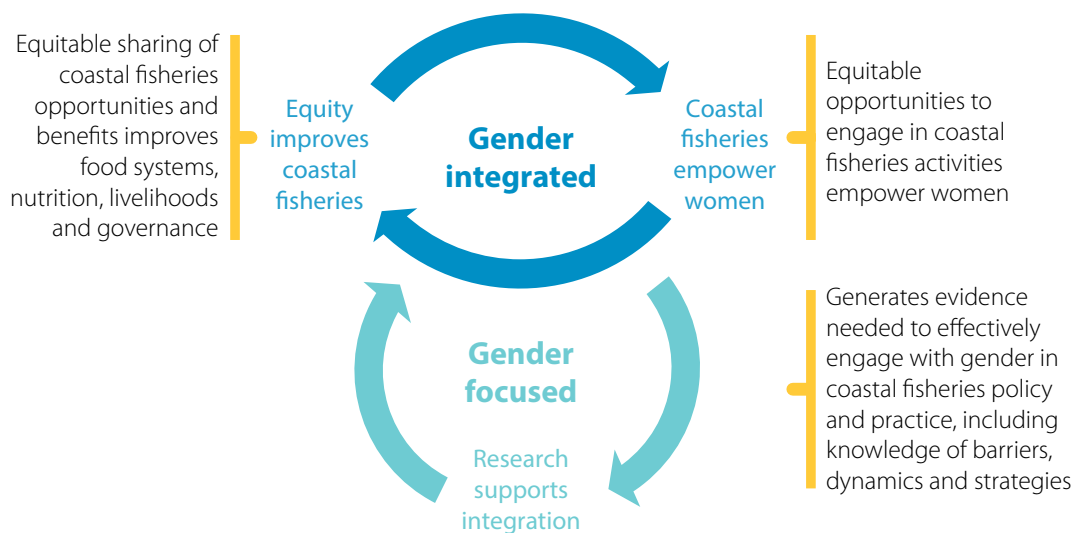 Equitable sharing of
coastal fisheries
opportunities and
benefits improves
food systems,
nutrition, livelihoods
and governance
Equity
improves
coastal
fisheries
Gender
integrated
Coastal
fisheries
empower
women
Equitable
opportunities to
engage in coastal
fisheries activities
empower women
Gender
focused
Research
supports
integration
Generates evidence
needed to effectively
engage with gender in
coastal fisheries policy
and practice, including
knowledge of barriers,
dynamics and strategies